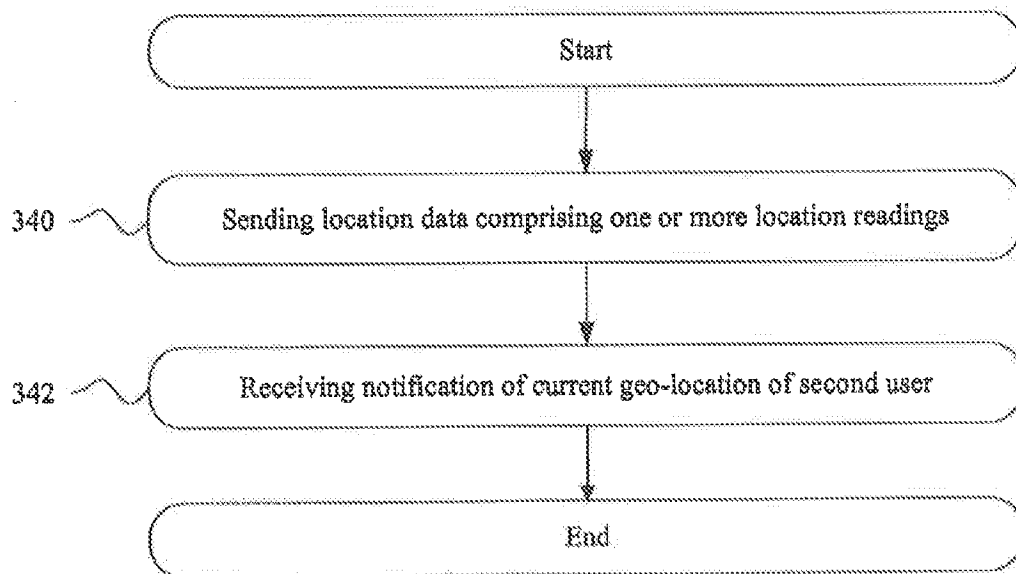 Start
340 Sending location data comprising one or more location readings
342 Receiving notification of current geo-location of second user
End